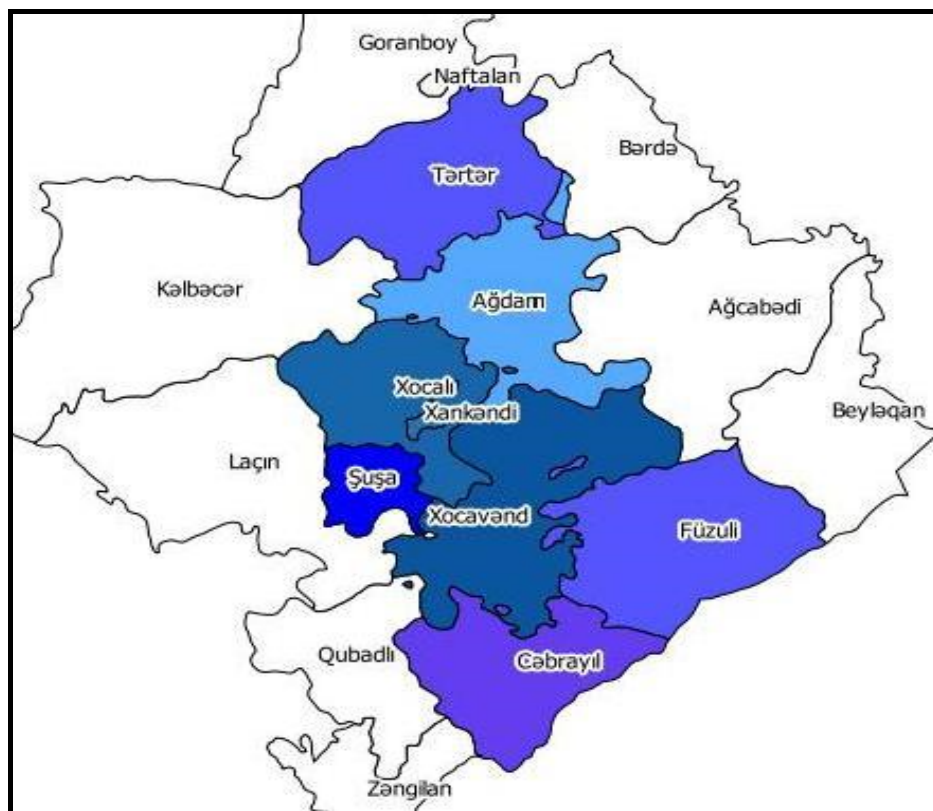 Goranboy
Naftalan
Bərdə
Tərtər
Kəlbəcər
Ağdam
Ağcabədi
Xocalı
Xankəndi
Beyləqan
Laçın
Şuşa
Xocavənd
Füzuli
Qubadlı
Cəbrayıl
Zəngilan